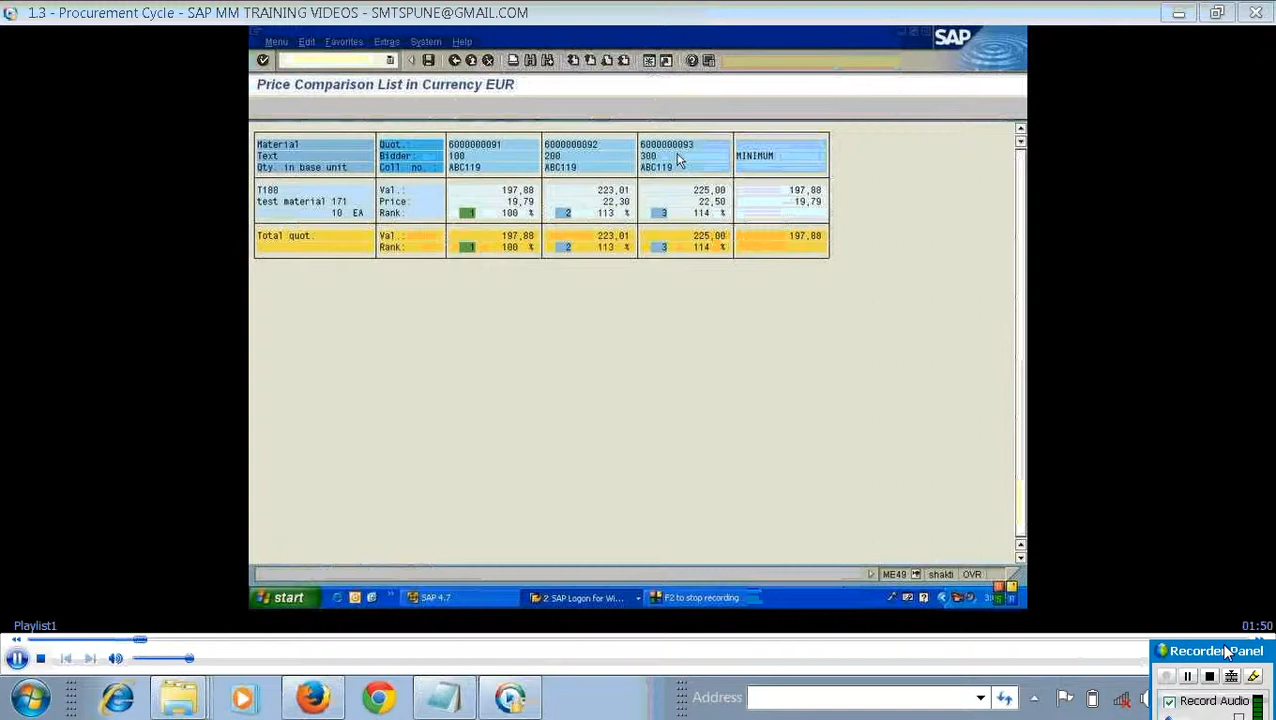 1.3 - Procurement Cycle - SAP MM TRAINING VIDEOS - SMTSPUNE@GMAIL.COM
Menu Edit Favorites Extras System Help
SAP
Price Comparison List in Currency EUR
Material Quot.: 6000000091 6000000092 6000000093
Text Bidder: 100 200 300 MINIMUM
Qty. in base unit Coll. no. : ABC119 ABC119 ABC119
T188 Val.: 197,88 223,01 225,00 197,88
test material 171 Price: 19,79 22,30 22,50 19,79
10 EA Rank: 1 100 % 2 113 % 3 114 %
Total quot. Val.: 197,88 223,01 225,00 197,88
Rank: 1 100 % 2 113 % 3 114 %
ME49 shakti OVR
start SAP 4.7 2 SAP Logon for Wi... F2 to stop recording
Playlist1 01:50
Recorder Panel
Record Audio
Address